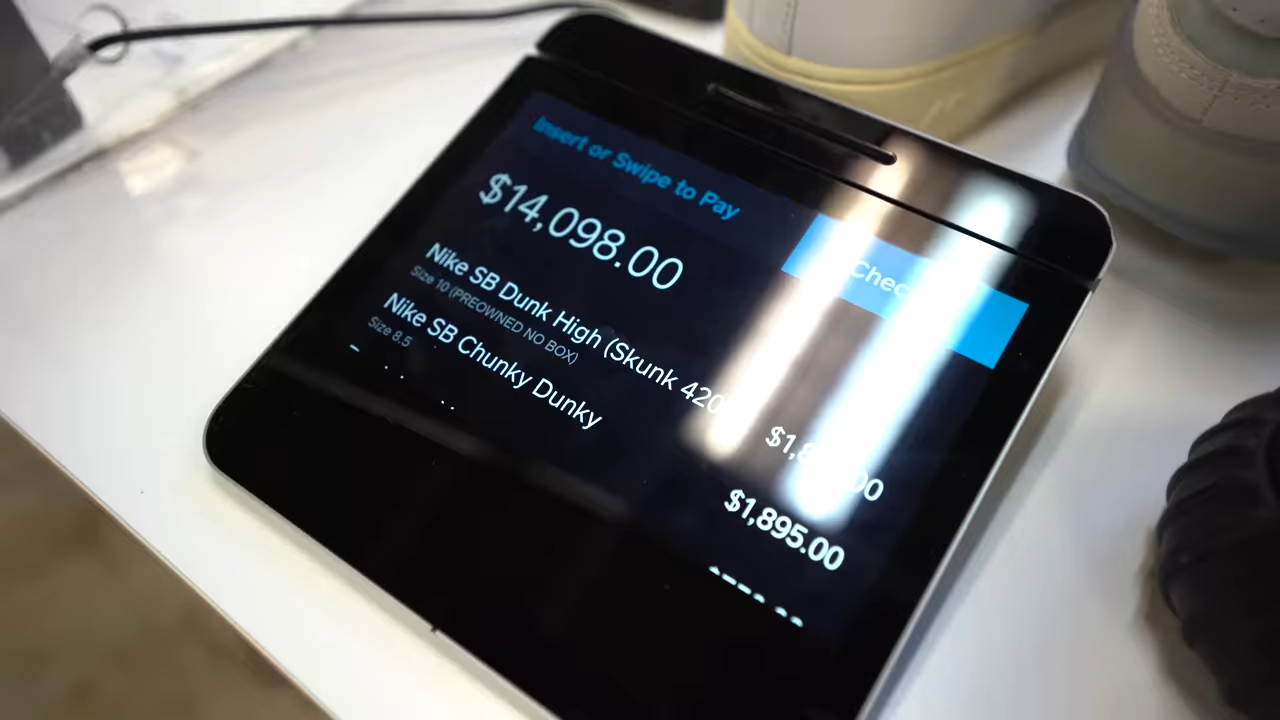 Insert or Swipe to Pay
$14,098.00
Nike SB Dunk High (Skunk 420
Size 10 (PREOWNED NO BOX)
Nike SB Chunky Dunky
$1,895.00
Size 8.5